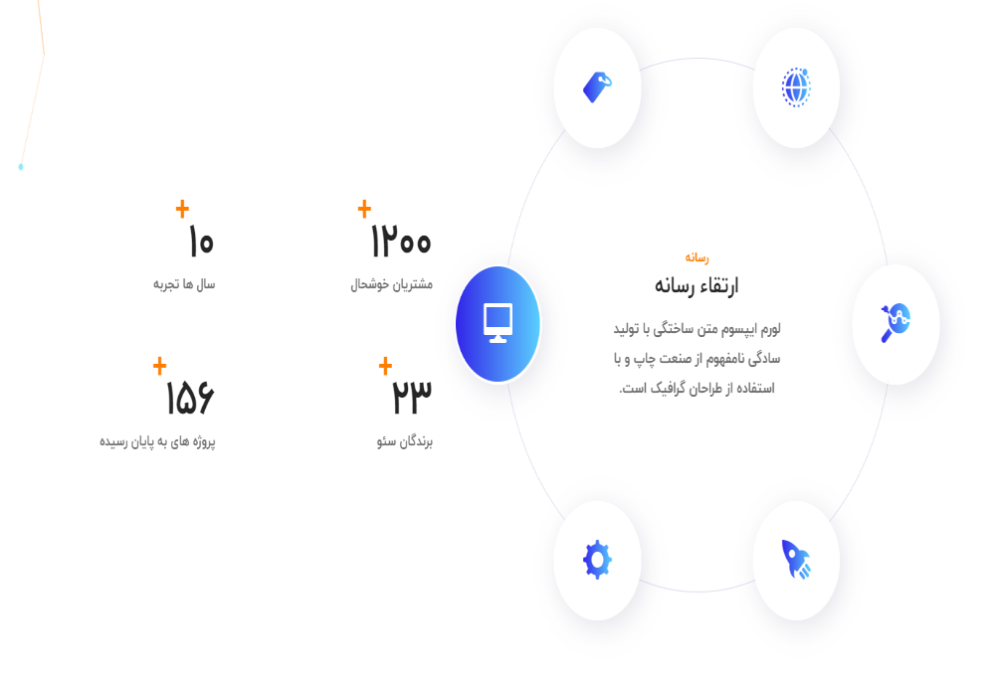 رسانه
ارتقاء رسانه
لورم ایپسوم متن ساختگی با تولید
سادگی نامفهوم از صنعت چاپ و با
استفاده از طراحان گرافیک است.
+
۱۲۰۰
مشتریان خوشحال
+
۱۰
سال ها تجربه
+
۲۳
برندگان سئو
+
۱۵۶
پروژه های به پایان رسیده